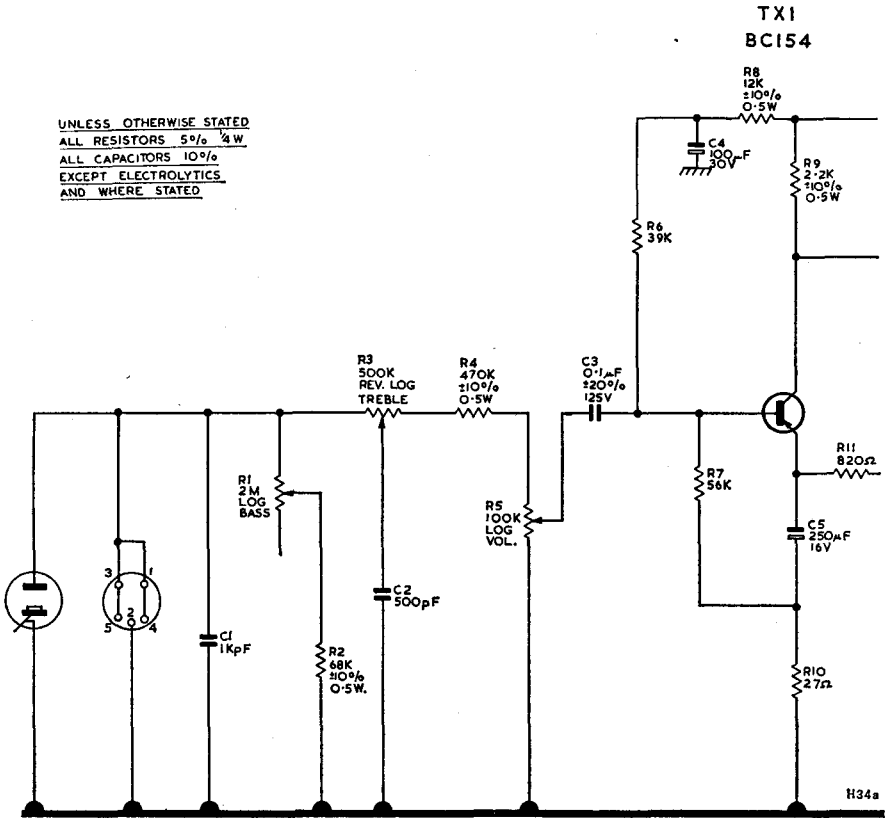 TX1
BC154
UNLESS OTHERWISE STATED
ALL RESISTORS 5% ¼W
ALL CAPACITORS 10%
EXCEPT ELECTROLYTICS
AND WHERE STATED
R8
12K
±10%
0·5W
C4
100μF
30V
R9
2·2K
±10%
0·5W
R6
39K
R3
500K
REV. LOG
TREBLE
R4
470K
±10%
0·5W
C3
0·1μF
±20%
125V
R1
2M
LOG
BASS
R5
100K
LOG
VOL.
R7
56K
R11
820Ω
C5
250μF
16V
3
1
5
2
4
C1
1KpF
C2
500pF
R2
68K
±10%
0·5W.
R10
27Ω
H34a